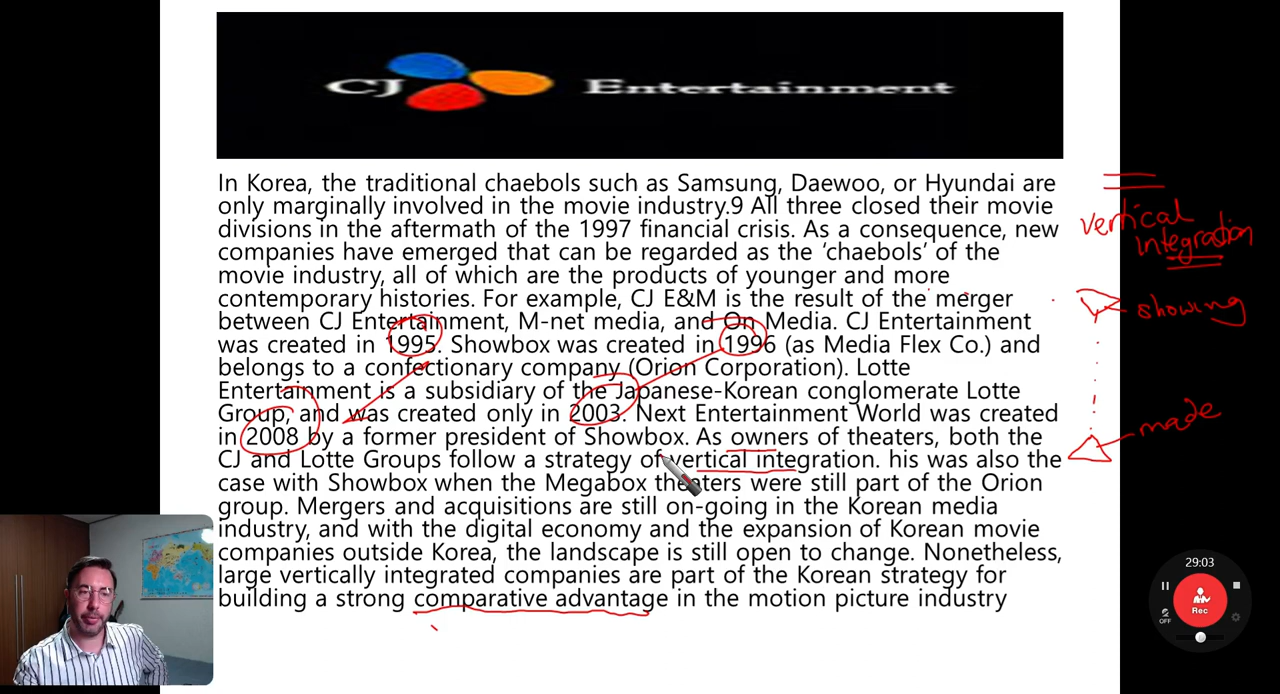 CJ Entertainment
In Korea, the traditional chaebols such as Samsung, Daewoo, or Hyundai are
only marginally involved in the movie industry.9 All three closed their movie
divisions in the aftermath of the 1997 financial crisis. As a consequence, new
companies have emerged that can be regarded as the ‘chaebols’ of the
movie industry, all of which are the products of younger and more
contemporary histories. For example, CJ E&M is the result of the merger
between CJ Entertainment, M-net media, and On Media. CJ Entertainment
was created in 1995. Showbox was created in 1996 (as Media Flex Co.) and
belongs to a confectionary company (Orion Corporation). Lotte
Entertainment is a subsidiary of the Japanese-Korean conglomerate Lotte
Group, and was created only in 2003. Next Entertainment World was created
in 2008 by a former president of Showbox. As owners of theaters, both the
CJ and Lotte Groups follow a strategy of vertical integration. his was also the
case with Showbox when the Megabox theaters were still part of the Orion
group. Mergers and acquisitions are still on-going in the Korean media
industry, and with the digital economy and the expansion of Korean movie
companies outside Korea, the landscape is still open to change. Nonetheless,
large vertically integrated companies are part of the Korean strategy for
building a strong comparative advantage in the motion picture industry
vertical
integration
showing
made
29:03
Rec
OFF